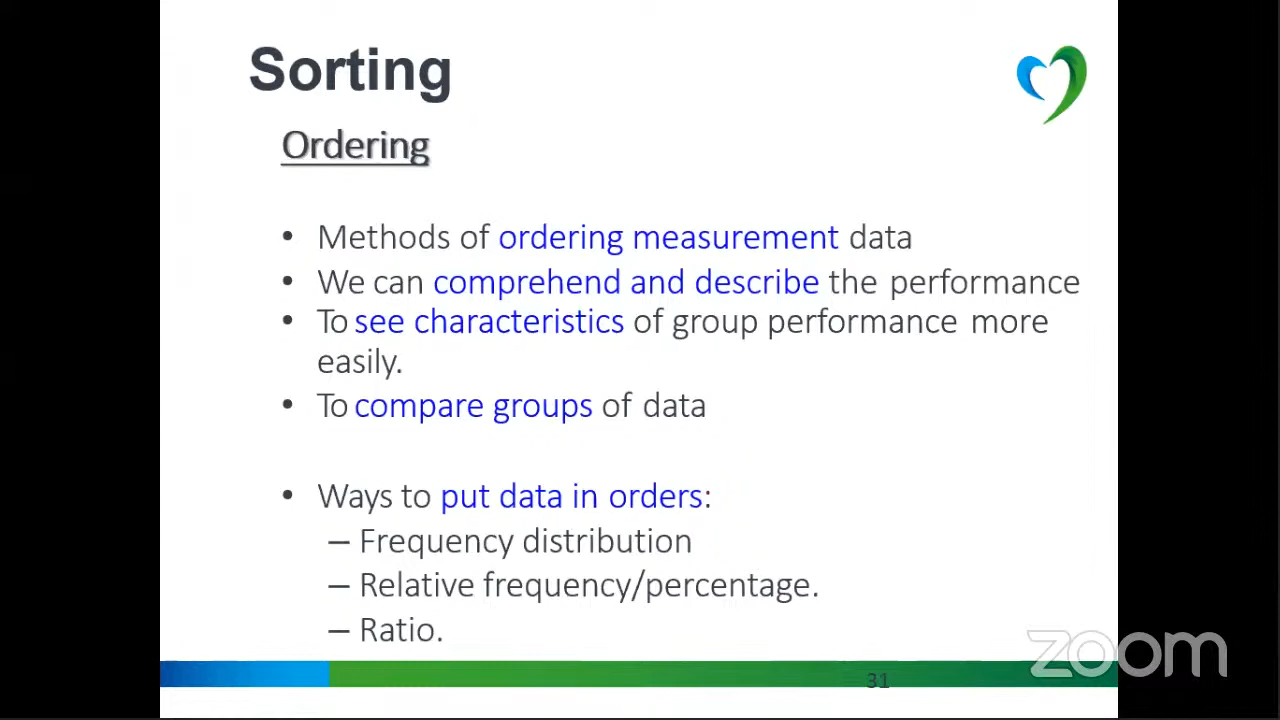 Sorting
Ordering
• Methods of ordering measurement data
• We can comprehend and describe the performance
• To see characteristics of group performance more
easily.
• To compare groups of data
• Ways to put data in orders:
– Frequency distribution
– Relative frequency/percentage.
– Ratio.
zoom
31